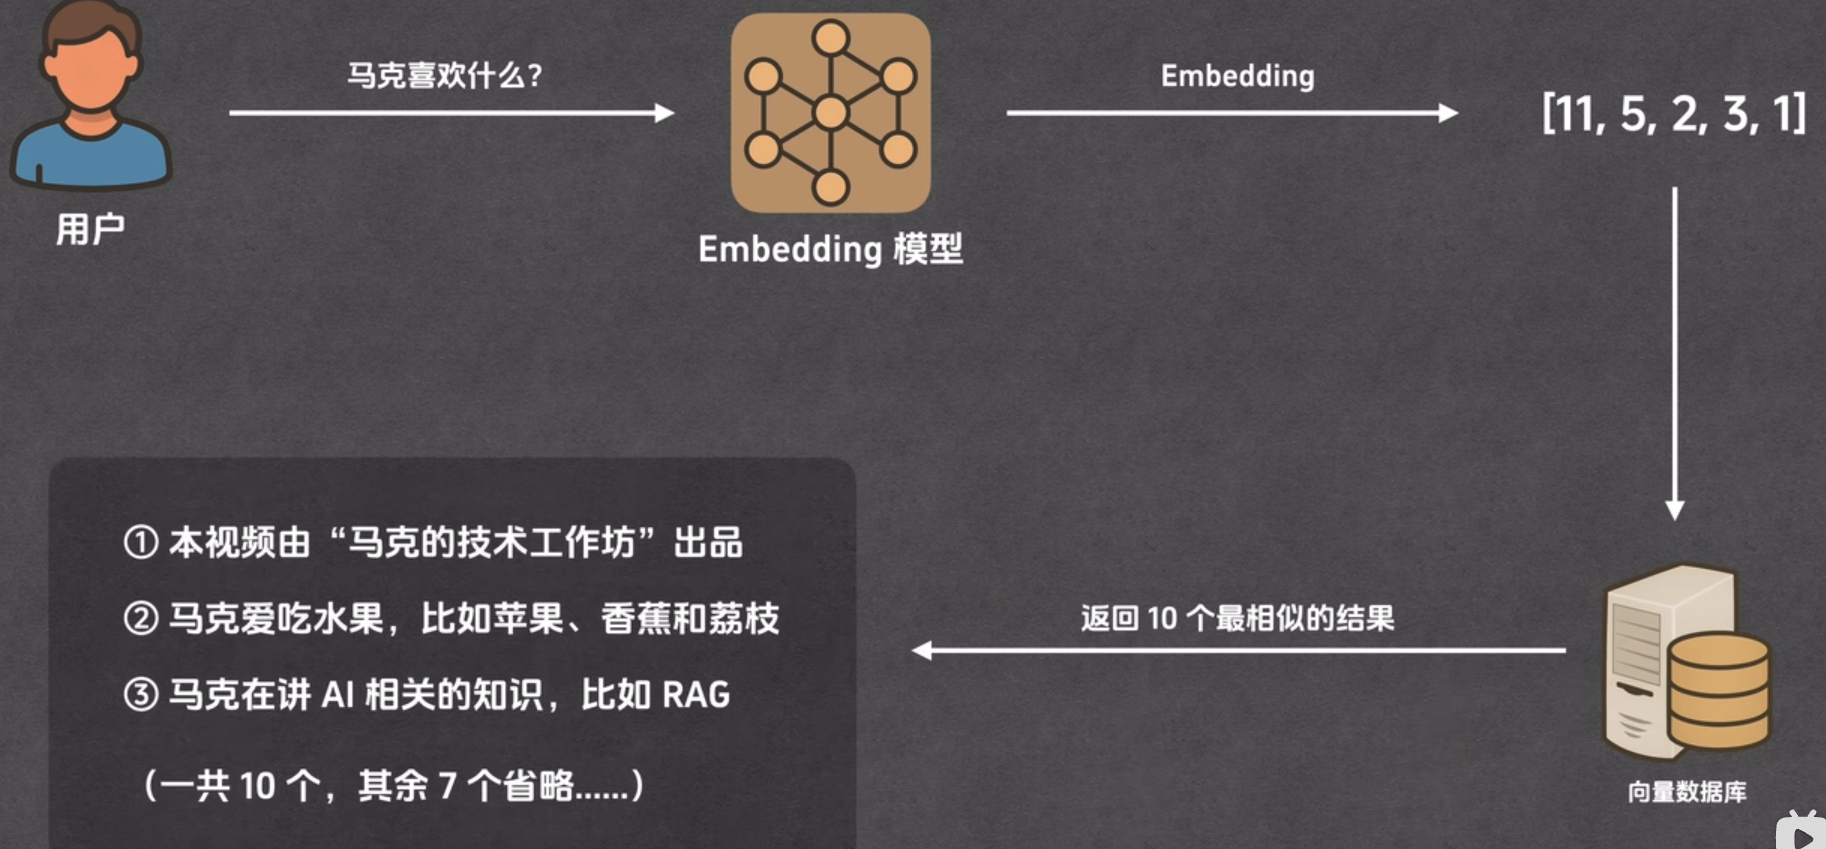 马克喜欢什么？
Embedding
[11, 5, 2, 3, 1]
用户
Embedding 模型
① 本视频由“马克的技术工作坊”出品
② 马克爱吃水果，比如苹果、香蕉和荔枝
③ 马克在讲 AI 相关的知识，比如 RAG
（一共 10 个，其余 7 个省略......）
返回 10 个最相似的结果
向量数据库